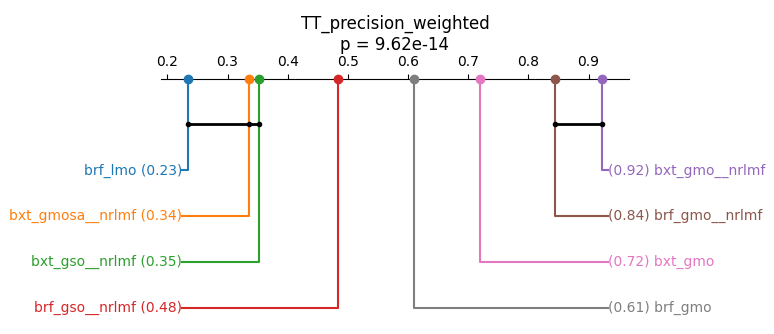 TT_precision_weighted
p = 9.62e-14
0.2 0.3 0.4 0.5 0.6 0.7 0.8 0.9
brf_lmo (0.23) (0.92) bxt_gmo__nrlmf
bxt_gmosa__nrlmf (0.34) (0.84) brf_gmo__nrlmf
bxt_gso__nrlmf (0.35) (0.72) bxt_gmo
brf_gso__nrlmf (0.48) (0.61) brf_gmo